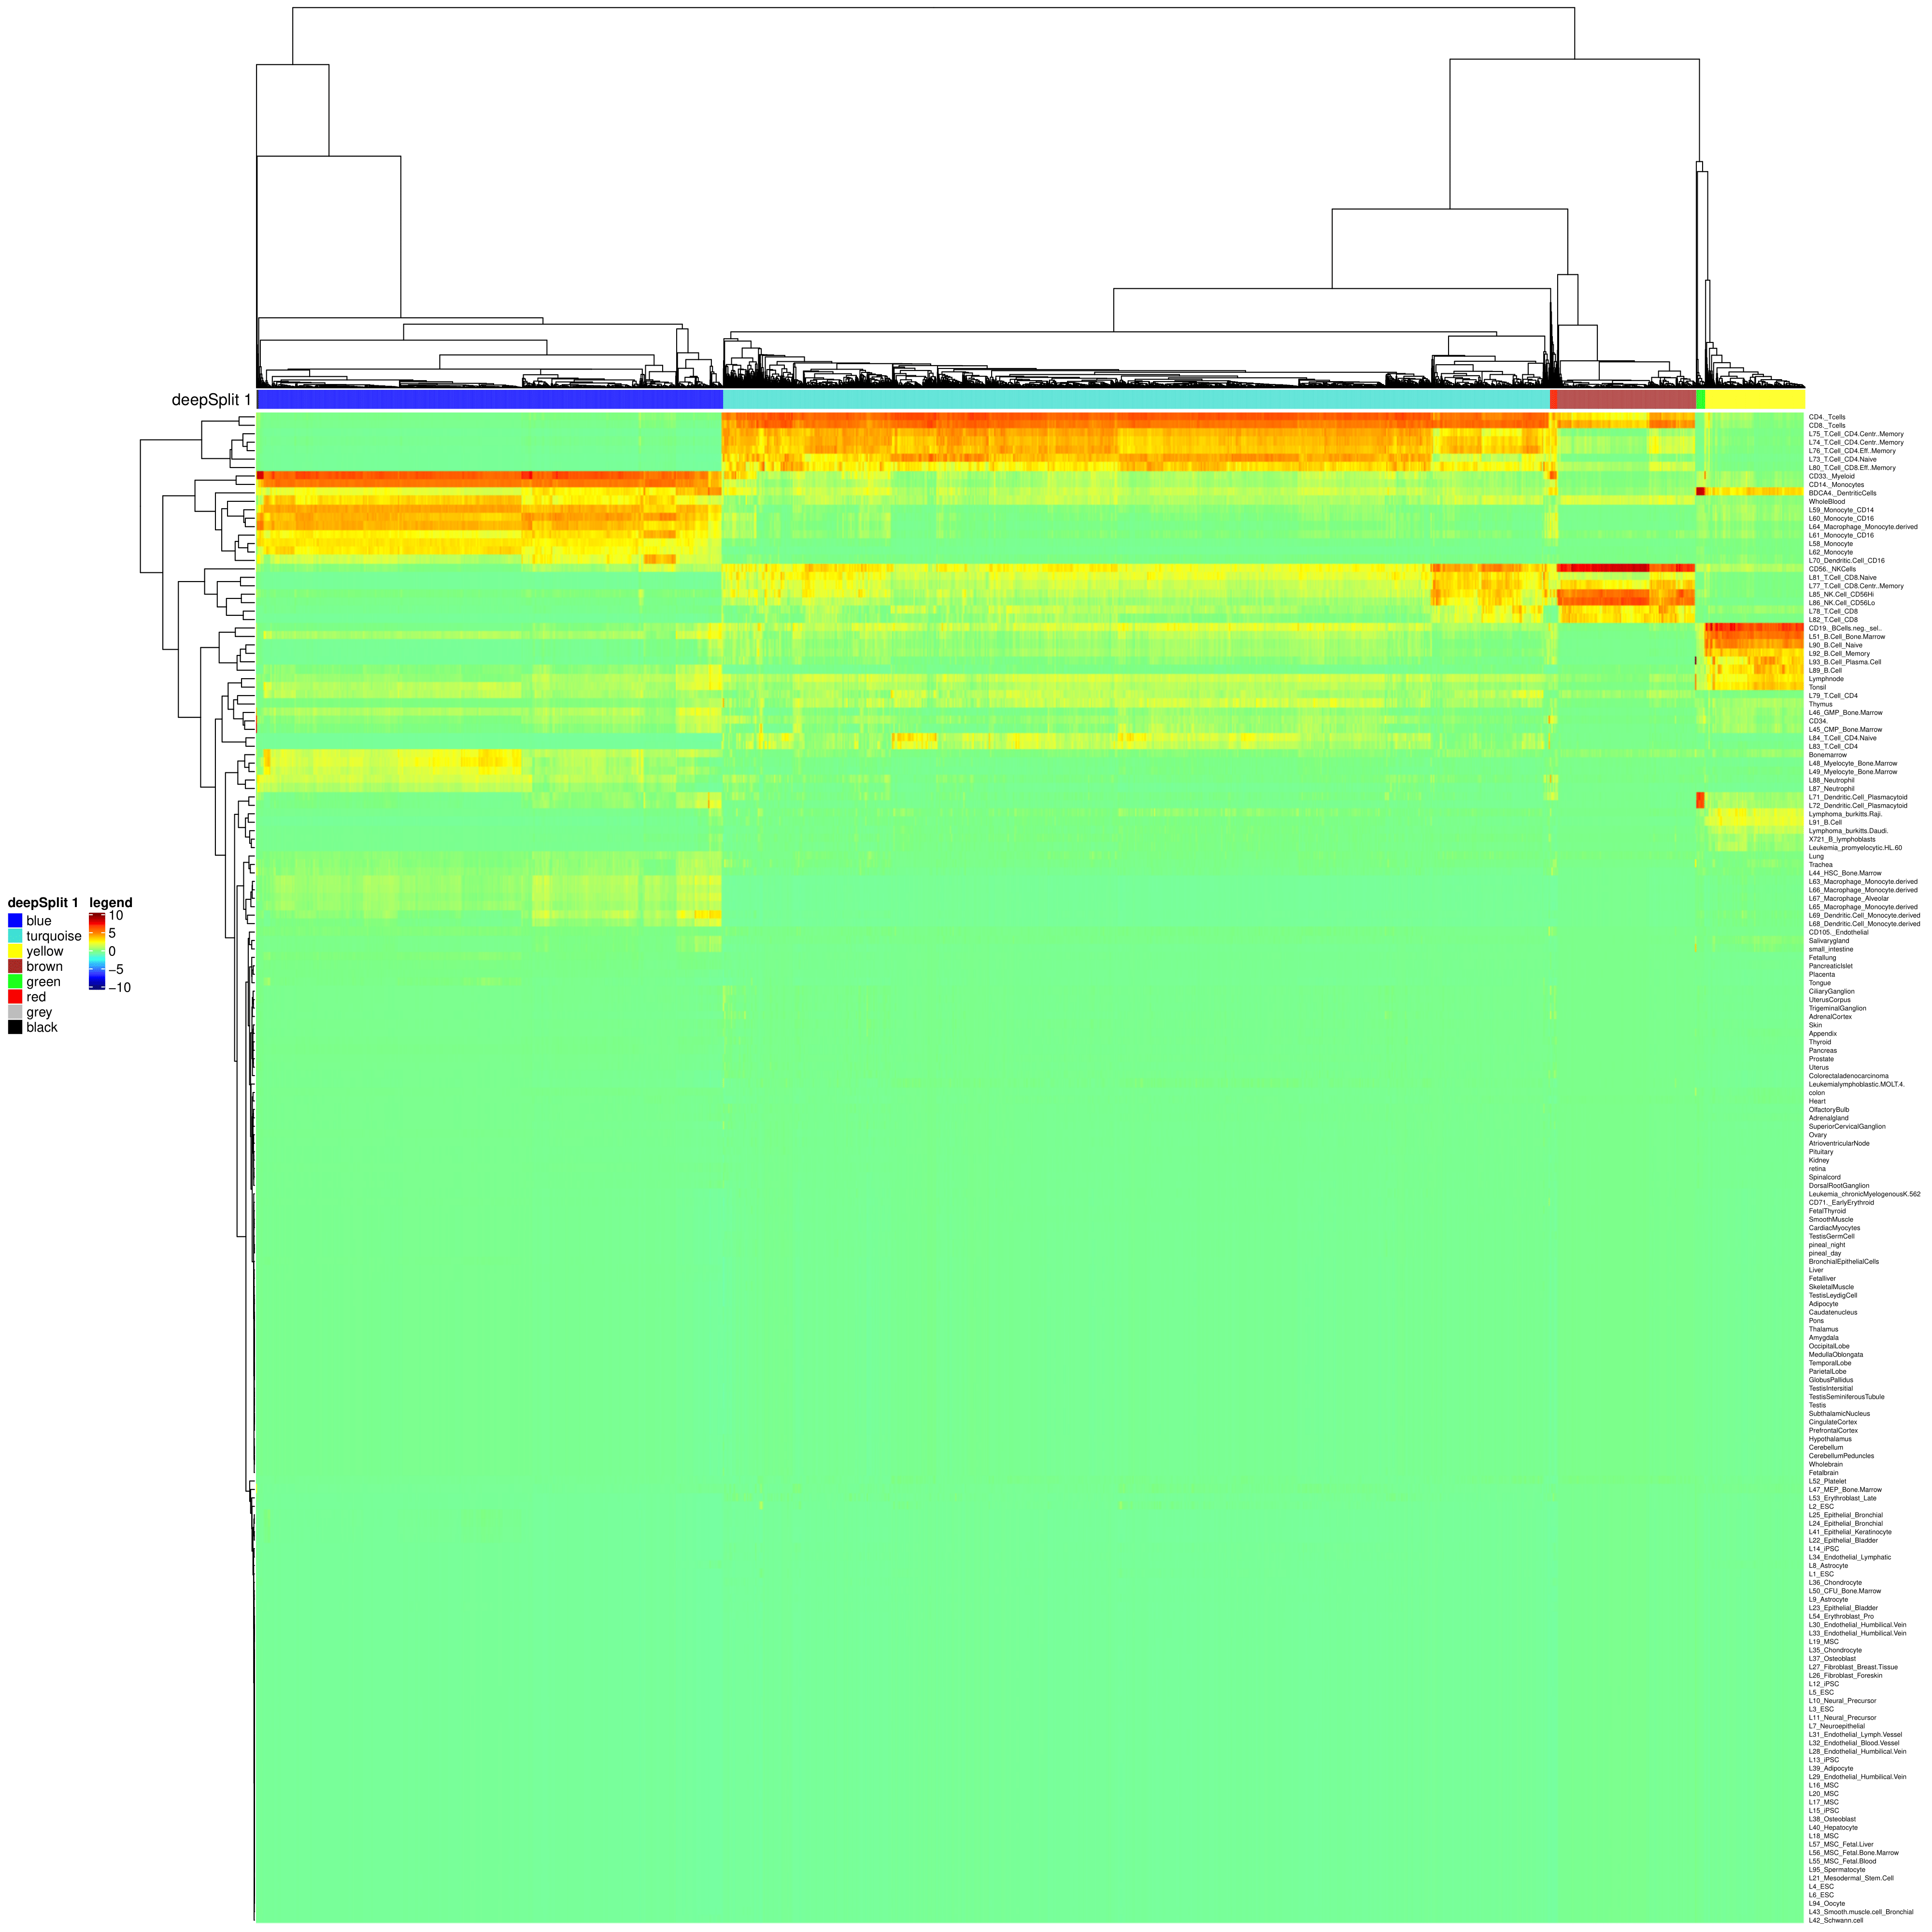 deepSplit 1
CD4._Tcells
CD8._Tcells
L75_T.Cell_CD4.Centr..Memory
L74_T.Cell_CD4.Centr..Memory
L76_T.Cell_CD4.Eff..Memory
L73_T.Cell_CD4.Naive
L80_T.Cell_CD8.Eff..Memory
CD33._Myeloid
CD14._Monocytes
BDCA4._DentriticCells
WholeBlood
L59_Monocyte_CD14
L60_Monocyte_CD16
L64_Macrophage_Monocyte.derived
L61_Monocyte_CD16
L58_Monocyte
L62_Monocyte
L70_Dendritic.Cell_CD16
CD56._NKCells
L81_T.Cell_CD8.Naive
L77_T.Cell_CD8.Centr..Memory
L85_NK.Cell_CD56Hi
L86_NK.Cell_CD56Lo
L78_T.Cell_CD8
L82_T.Cell_CD8
CD19._BCells.neg._sel..
L51_B.Cell_Bone.Marrow
L90_B.Cell_Naive
L92_B.Cell_Memory
L93_B.Cell_Plasma.Cell
L89_B.Cell
Lymphnode
Tonsil
L79_T.Cell_CD4
Thymus
L46_GMP_Bone.Marrow
CD34.
L45_CMP_Bone.Marrow
L84_T.Cell_CD4.Naive
L83_T.Cell_CD4
Bonemarrow
L48_Myelocyte_Bone.Marrow
L49_Myelocyte_Bone.Marrow
L88_Neutrophil
L87_Neutrophil
L71_Dendritic.Cell_Plasmacytoid
L72_Dendritic.Cell_Plasmacytoid
Lymphoma_burkitts.Raji.
L91_B.Cell
Lymphoma_burkitts.Daudi.
X721_B_lymphoblasts
Leukemia_promyelocytic.HL.60
Lung
Trachea
L44_HSC_Bone.Marrow
L63_Macrophage_Monocyte.derived
L66_Macrophage_Monocyte.derived
L67_Macrophage_Alveolar
L65_Macrophage_Monocyte.derived
L69_Dendritic.Cell_Monocyte.derived
L68_Dendritic.Cell_Monocyte.derived
CD105._Endothelial
Salivarygland
small_intestine
Fetallung
PancreaticIslet
Placenta
Tongue
CiliaryGanglion
UterusCorpus
TrigeminalGanglion
AdrenalCortex
Skin
Appendix
Thyroid
Pancreas
Prostate
Uterus
Colorectaladenocarcinoma
Leukemialymphoblastic.MOLT.4.
colon
Heart
OlfactoryBulb
Adrenalgland
SuperiorCervicalGanglion
Ovary
AtrioventricularNode
Pituitary
Kidney
retina
Spinalcord
DorsalRootGanglion
Leukemia_chronicMyelogenousK.562
CD71._EarlyErythroid
FetalThyroid
SmoothMuscle
CardiacMyocytes
TestisGermCell
pineal_night
pineal_day
BronchialEpithelialCells
Liver
Fetalliver
SkeletalMuscle
TestisLeydigCell
Adipocyte
Caudatenucleus
Pons
Thalamus
Amygdala
OccipitalLobe
MedullaOblongata
TemporalLobe
ParietalLobe
GlobusPallidus
TestisIntersitial
TestisSeminiferousTubule
Testis
SubthalamicNucleus
CingulateCortex
PrefrontalCortex
Hypothalamus
Cerebellum
CerebellumPeduncles
Wholebrain
Fetalbrain
L52_Platelet
L47_MEP_Bone.Marrow
L53_Erythroblast_Late
L2_ESC
L25_Epithelial_Bronchial
L24_Epithelial_Bronchial
L41_Epithelial_Keratinocyte
L22_Epithelial_Bladder
L14_iPSC
L34_Endothelial_Lymphatic
L8_Astrocyte
L1_ESC
L36_Chondrocyte
L50_CFU_Bone.Marrow
L9_Astrocyte
L23_Epithelial_Bladder
L54_Erythroblast_Pro
L30_Endothelial_Humbilical.Vein
L33_Endothelial_Humbilical.Vein
L19_MSC
L35_Chondrocyte
L37_Osteoblast
L27_Fibroblast_Breast.Tissue
L26_Fibroblast_Foreskin
L12_iPSC
L5_ESC
L10_Neural_Precursor
L3_ESC
L11_Neural_Precursor
L7_Neuroepithelial
L31_Endothelial_Lymph.Vessel
L32_Endothelial_Blood.Vessel
L28_Endothelial_Humbilical.Vein
L13_iPSC
L39_Adipocyte
L29_Endothelial_Humbilical.Vein
L16_MSC
L20_MSC
L17_MSC
L15_iPSC
L38_Osteoblast
L40_Hepatocyte
L18_MSC
L57_MSC_Fetal.Liver
L56_MSC_Fetal.Bone.Marrow
L55_MSC_Fetal.Blood
L95_Spermatocyte
L21_Mesodermal_Stem.Cell
L4_ESC
L6_ESC
L94_Oocyte
L43_Smooth.muscle.cell_Bronchial
L42_Schwann.cell
deepSplit 1
blue
turquoise
yellow
brown
green
red
grey
black
legend
10
5
0
−5
−10